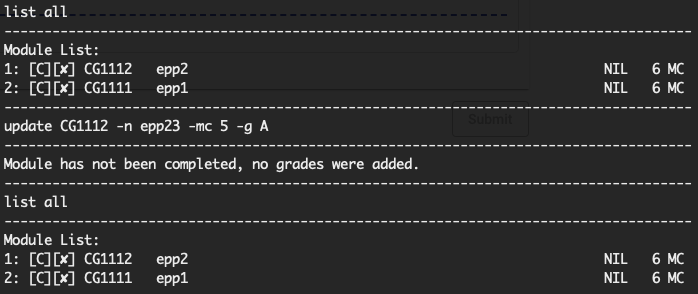 list all
--------------------------------------------------------------------------------------
Module List:
1: [C][✘] CG1112   epp2                                                    NIL   6 MC
2: [C][✘] CG1111   epp1                                                    NIL   6 MC
--------------------------------------------------------------------------------------
update CG1112 -n epp23 -mc 5 -g A
Submit
--------------------------------------------------------------------------------------
Module has not been completed, no grades were added.
--------------------------------------------------------------------------------------
list all
--------------------------------------------------------------------------------------
Module List:
1: [C][✘] CG1112   epp2                                                    NIL   6 MC
2: [C][✘] CG1111   epp1                                                    NIL   6 MC